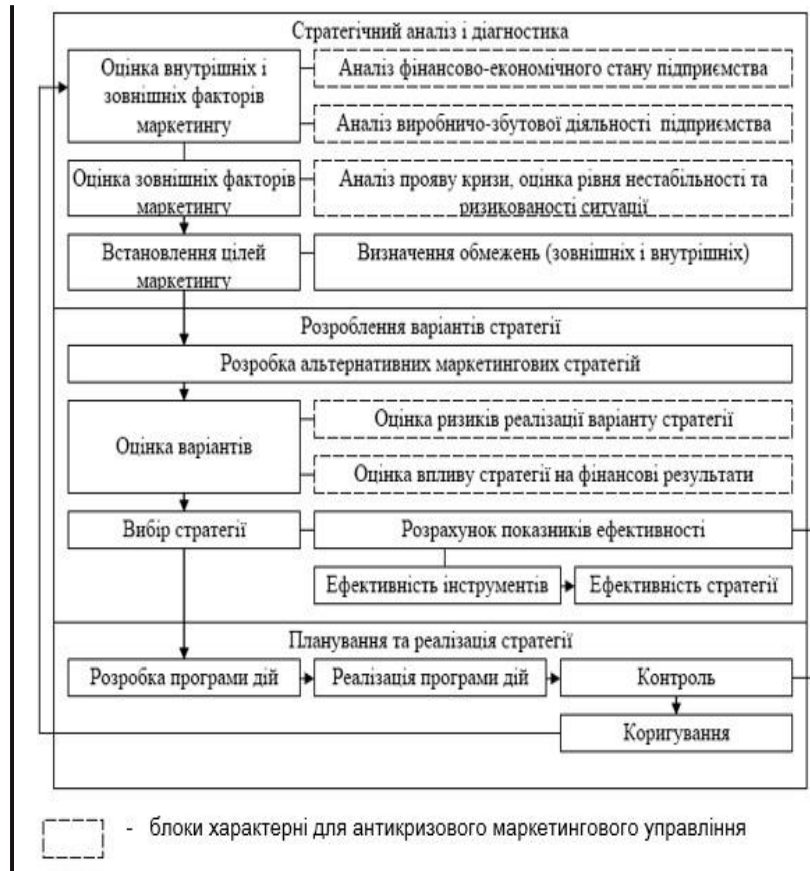 Стратегічний аналіз і діагностика
Оцінка внутрішніх і
зовнішніх факторів
маркетингу
Аналіз фінансово-економічного стану підприємства
Аналіз виробничо-збутової діяльності підприємства
Оцінка зовнішніх факторів
маркетингу
Аналіз прояву кризи, оцінка рівня нестабільності та
ризикованості ситуації
Встановлення цілей
маркетингу
Визначення обмежень (зовнішніх і внутрішніх)
Розроблення варіантів стратегії
Розробка альтернативних маркетингових стратегій
Оцінка варіантів
Оцінка ризиків реалізації варіанту стратегії
Оцінка впливу стратегії на фінансові результати
Вибір стратегії
Розрахунок показників ефективності
Ефективність інструментів
Ефективність стратегії
Планування та реалізація стратегії
Розробка програми дій
Реалізація програми дій
Контроль
Коригування
- блоки характерні для антикризового маркетингового управління